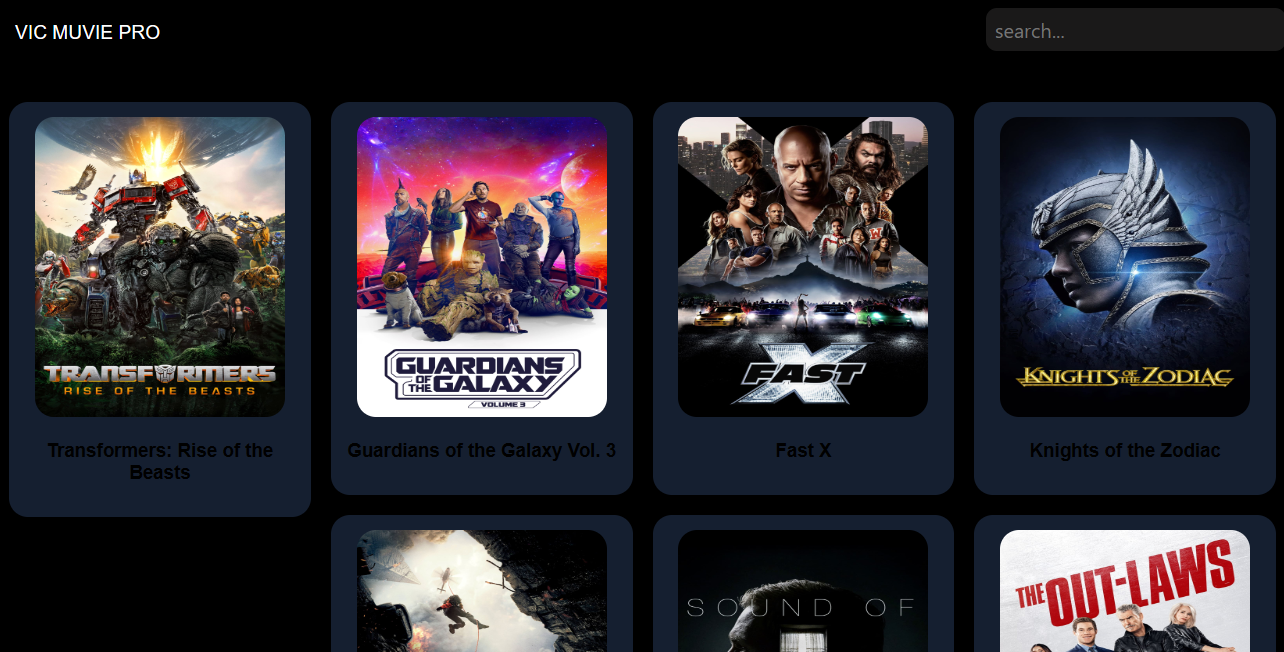 VIC MUVIE PRO
search...
TRANSFORMERS
RISE OF THE BEASTS
GUARDIANS
OF THE GALAXY
VOLUME 3
FAST X
KNIGHTS OF THE ZODIAC
Transformers: Rise of the
Beasts
Guardians of the Galaxy Vol. 3
Fast X
Knights of the Zodiac
SOUND OF
THE OUT-LAWS